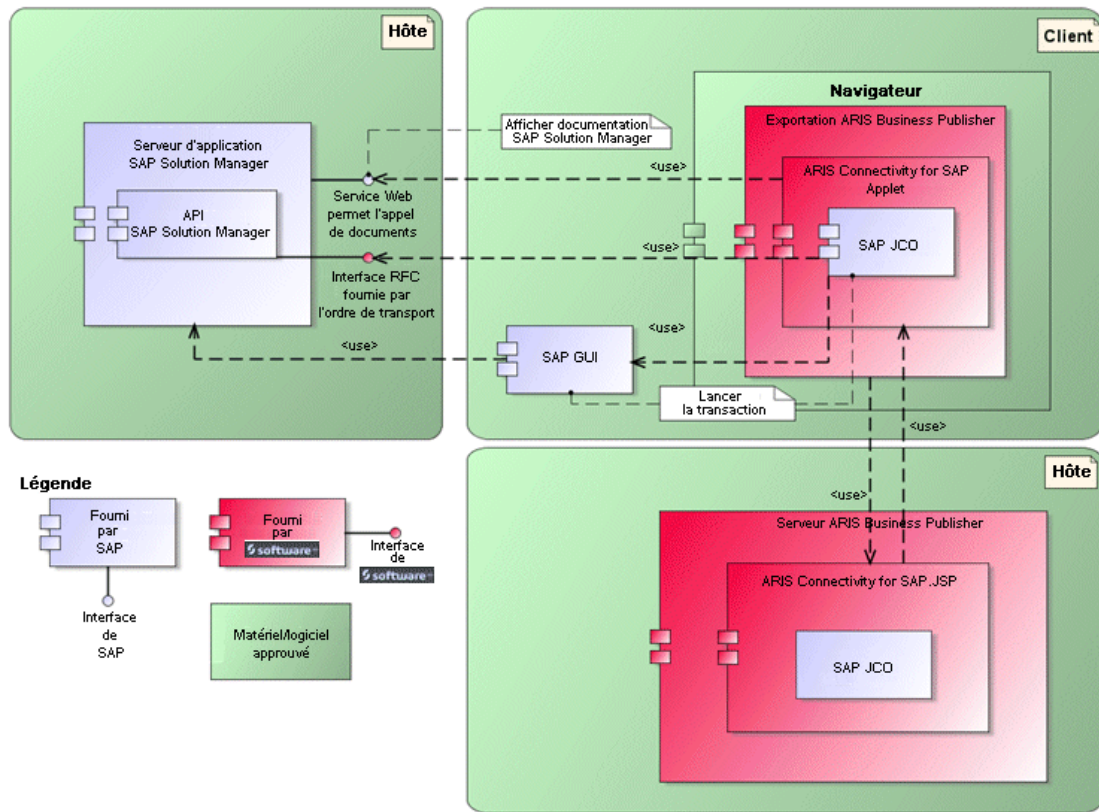 Hôte
Serveur d'application
SAP Solution Manager
API
SAP Solution Manager
Service Web
permet l'appel
de documents
Interface RFC
fournie par
l'ordre de transport
<use>
Client
Navigateur
Afficher documentation
SAP Solution Manager
Exportation ARIS Business Publisher
<use>
ARIS Connectivity for SAP
Applet
SAP JCO
<use>
<use>
SAP GUI
Lancer
la transaction
<use>
<use>
Hôte
Serveur ARIS Business Publisher
ARIS Connectivity for SAP.JSP
SAP JCO
Légende
Fourni
par
SAP
Interface
de
SAP
Fourni
par
software
Interface
de
software
Matériel/logiciel
approuvé